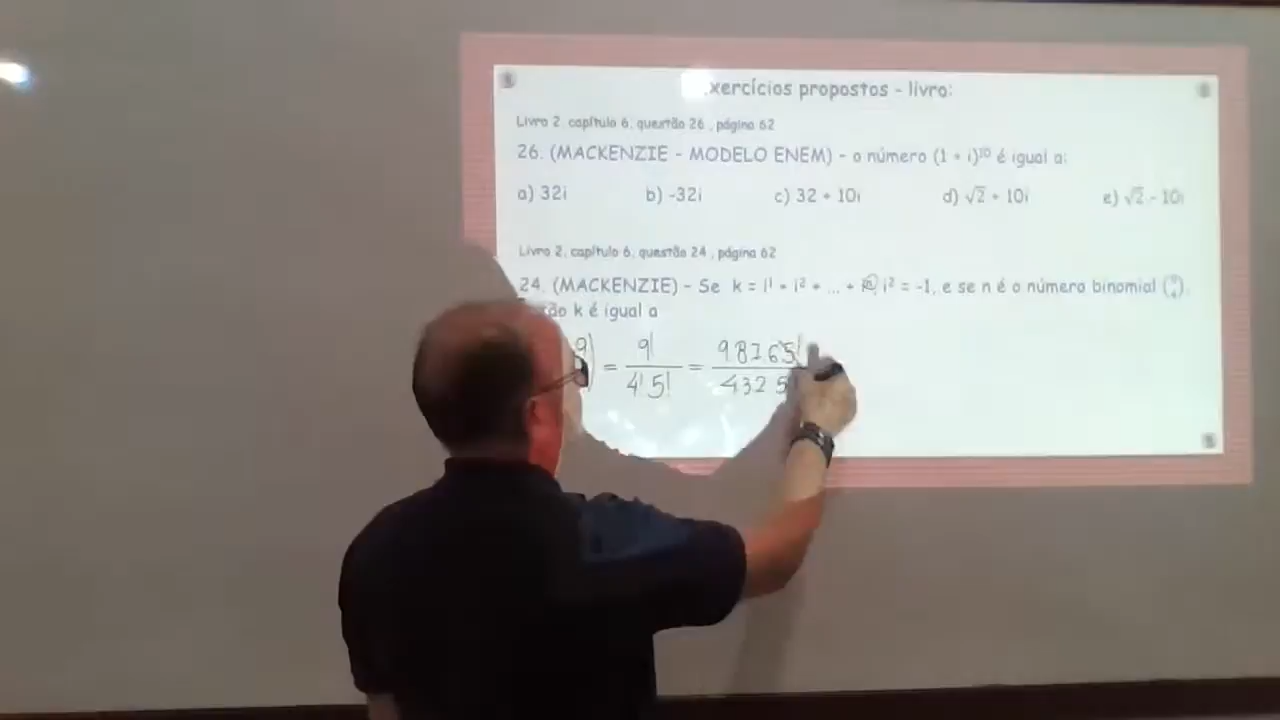 xercícios propostos - livro:
Livro 2, capítulo 6, questão 26 , página 62
26. (MACKENZIE - MODELO ENEM) - o número (1 + i)¹⁰ é igual a:
a) 32i b) -32i c) 32 + 10i d) √2 + 10i e) √2 - 10i
Livro 2, capítulo 6, questão 24 , página 62
24. (MACKENZIE) - Se k = i¹ + i² + ... + i² = -1, e se n é o número binomial
ão k é igual a
9) = 9! / 4! 5! = 9 8 7 6 5! / 4 3 2 5